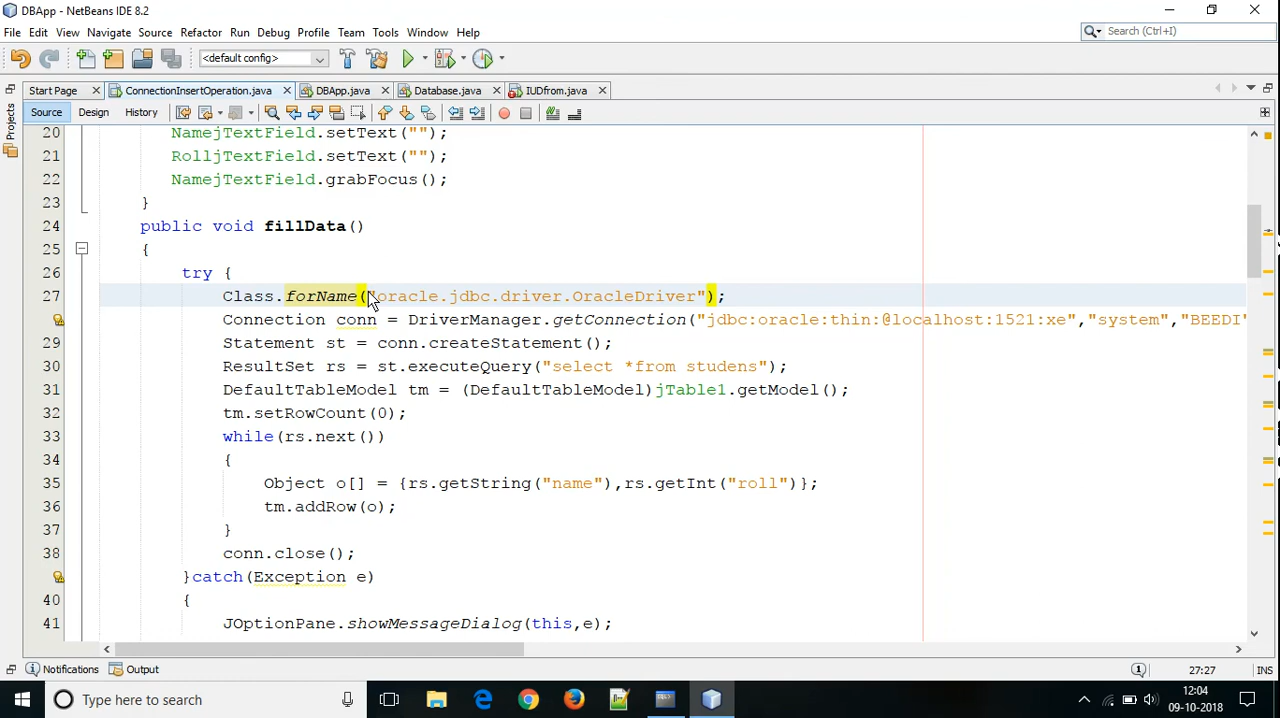 DBApp - NetBeans IDE 8.2
File Edit View Navigate Source Refactor Run Debug Profile Team Tools Window Help
Search (Ctrl+I)
<default config>
Start Page ConnectionInsertOperation.java DBApp.java Database.java IUDfrom.java
Source Design History
Projects
20 NamejTextField.setText("");
21 RolljTextField.setText("");
22 NamejTextField.grabFocus();
23 }
24 public void fillData()
25 {
26 try {
27 Class.forName("oracle.jdbc.driver.OracleDriver");
Connection conn = DriverManager.getConnection("jdbc:oracle:thin:@localhost:1521:xe","system","BEEDI"
29 Statement st = conn.createStatement();
30 ResultSet rs = st.executeQuery("select *from studens");
31 DefaultTableModel tm = (DefaultTableModel)jTable1.getModel();
32 tm.setRowCount(0);
33 while(rs.next())
34 {
35 Object o[] = {rs.getString("name"),rs.getInt("roll")};
36 tm.addRow(o);
37 }
38 conn.close();
}catch(Exception e)
40 {
41 JOptionPane.showMessageDialog(this,e);
Notifications Output 27:27 INS
Type here to search
12:04
09-10-2018